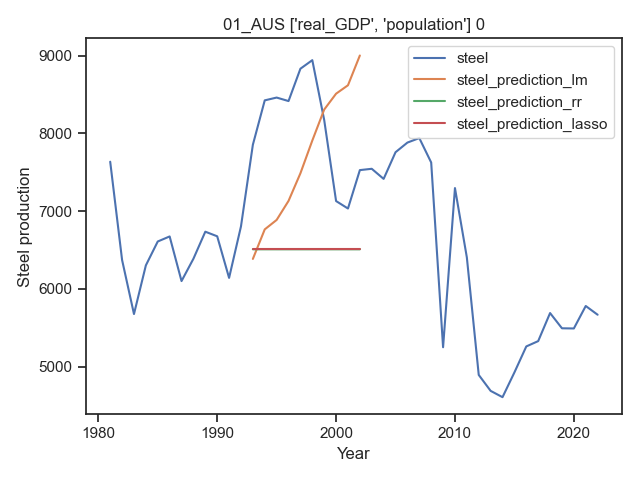 01_AUS ['real_GDP', 'population'] 0
steel
steel_prediction_lm
steel_prediction_rr
steel_prediction_lasso
9000
8000
7000
6000
5000
Steel production
1980
1990
2000
2010
2020
Year